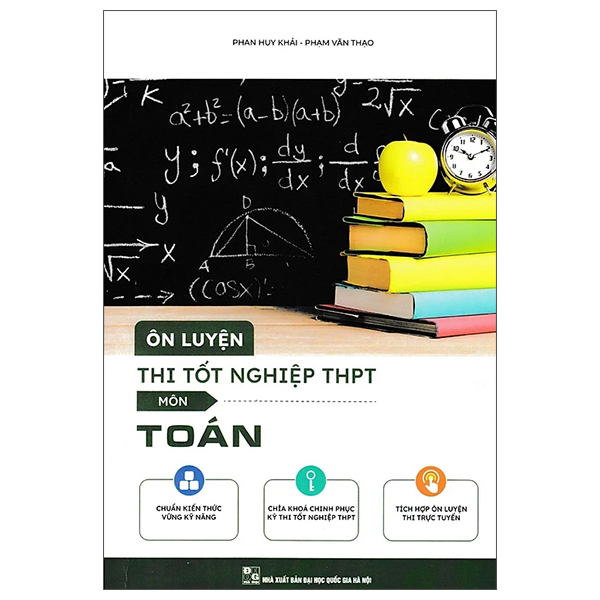 PHAN HUY KHẢI - PHẠM VĂN THẠO
K
2√x
a²+b²=(a-b)(a+b)
y; f'(x); dy/dx; d/dx
y
x
√x
D
A B
(cosx)'
ÔN LUYỆN
THI TỐT NGHIỆP THPT
MÔN
TOÁN
CHUẨN KIẾN THỨC
VỮNG KỸ NĂNG
CHÌA KHOÁ CHINH PHỤC
KỲ THI TỐT NGHIỆP THPT
TÍCH HỢP ÔN LUYỆN
THI TRỰC TUYẾN
NHÀ XUẤT BẢN ĐẠI HỌC QUỐC GIA HÀ NỘI